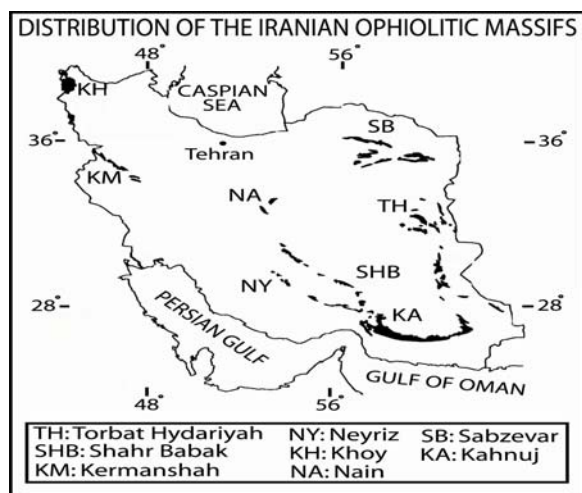 DISTRIBUTION OF THE IRANIAN OPHIOLITIC MASSIFS
48° 56°
KH
CASPIAN
SEA
SB
36° 36°
Tehran
KM
NA
TH
SHB
NY
28° 28°
KA
PERSIAN GULF
GULF OF OMAN
48° 56°
TH: Torbat Hydariyah NY: Neyriz SB: Sabzevar
SHB: Shahr Babak KH: Khoy KA: Kahnuj
KM: Kermanshah NA: Nain